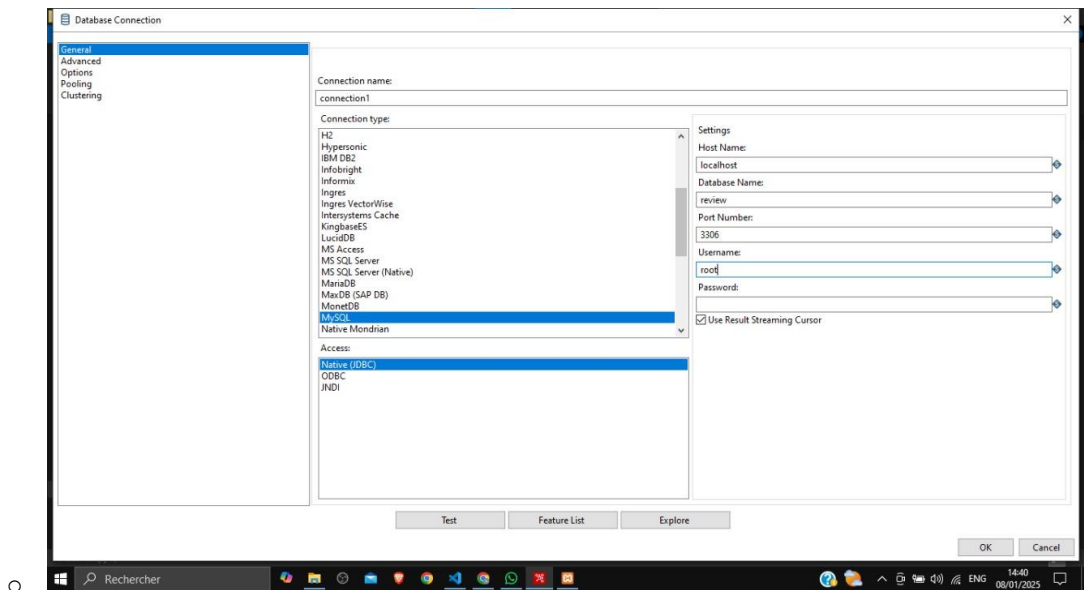 Database Connection
General
Advanced
Options
Pooling
Clustering
Connection name:
connection1
Connection type:
H2
Hypersonic
IBM DB2
Infobright
Informix
Ingres
Ingres VectorWise
Intersystems Cache
KingbaseES
LucidDB
MS Access
MS SQL Server
MS SQL Server (Native)
MariaDB
MaxDB (SAP DB)
MonetDB
MySQL
Native Mondrian
Access:
Native (JDBC)
ODBC
JNDI
Settings
Host Name:
localhost
Database Name:
review
Port Number:
3306
Username:
root
Password:
Use Result Streaming Cursor
Test Feature List Explore
OK Cancel
Rechercher
ENG
14:40
08/01/2025